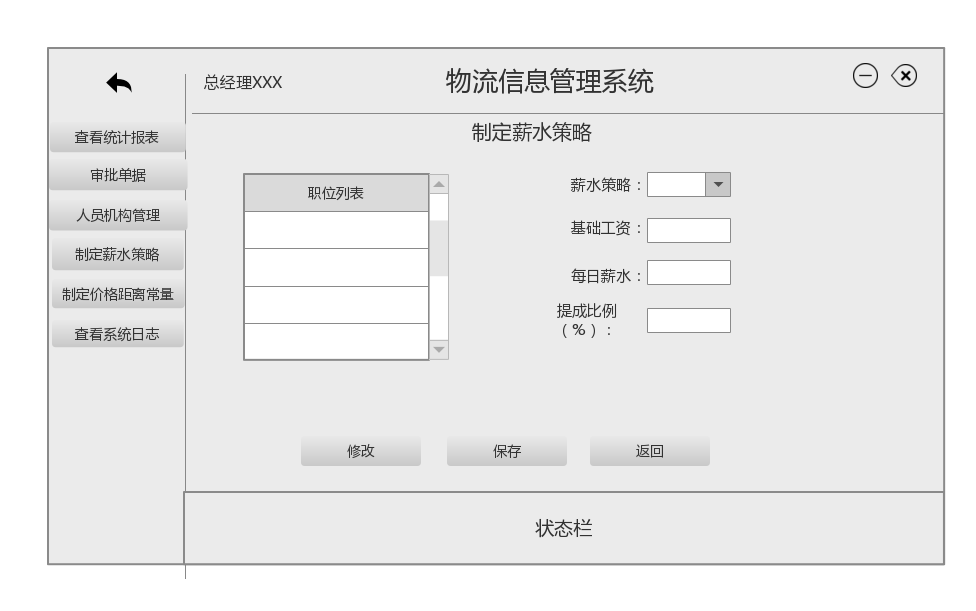 总经理XXX
物流信息管理系统
制定薪水策略
查看统计报表
审批单据
人员机构管理
制定薪水策略
制定价格距离常量
查看系统日志
职位列表
薪水策略：
基础工资：
每日薪水：
提成比例
（%）：
修改
保存
返回
状态栏